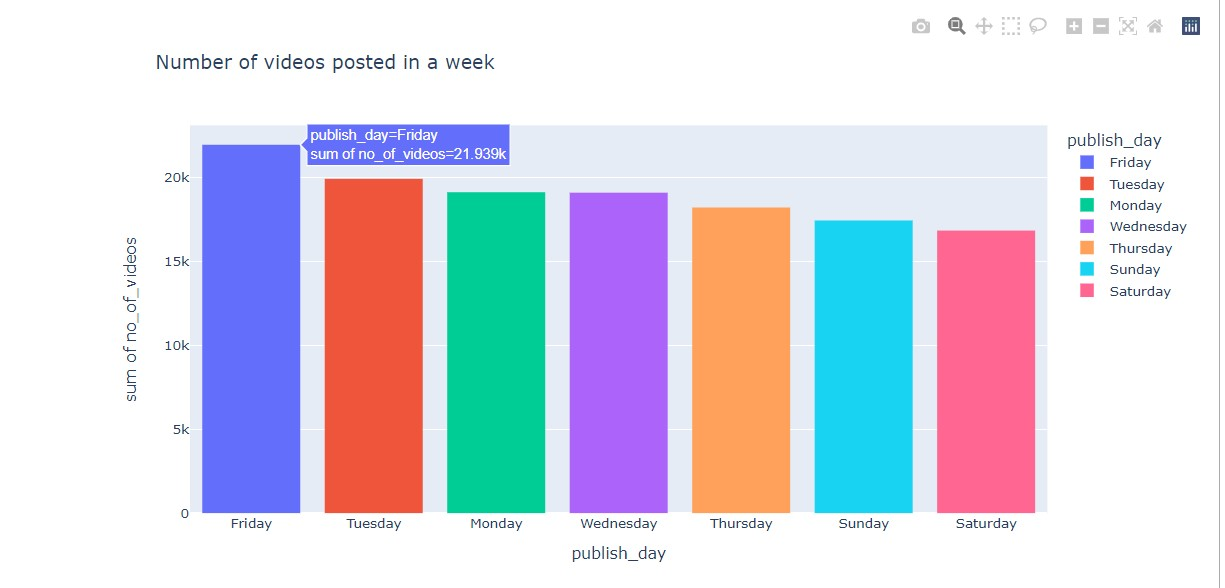 Number of videos posted in a week
publish_day=Friday
sum of no_of_videos=21.939k
publish_day
Friday
Tuesday
Monday
Wednesday
Thursday
Sunday
Saturday
20k
15k
10k
5k
0
sum of no_of_videos
Friday Tuesday Monday Wednesday Thursday Sunday Saturday
publish_day